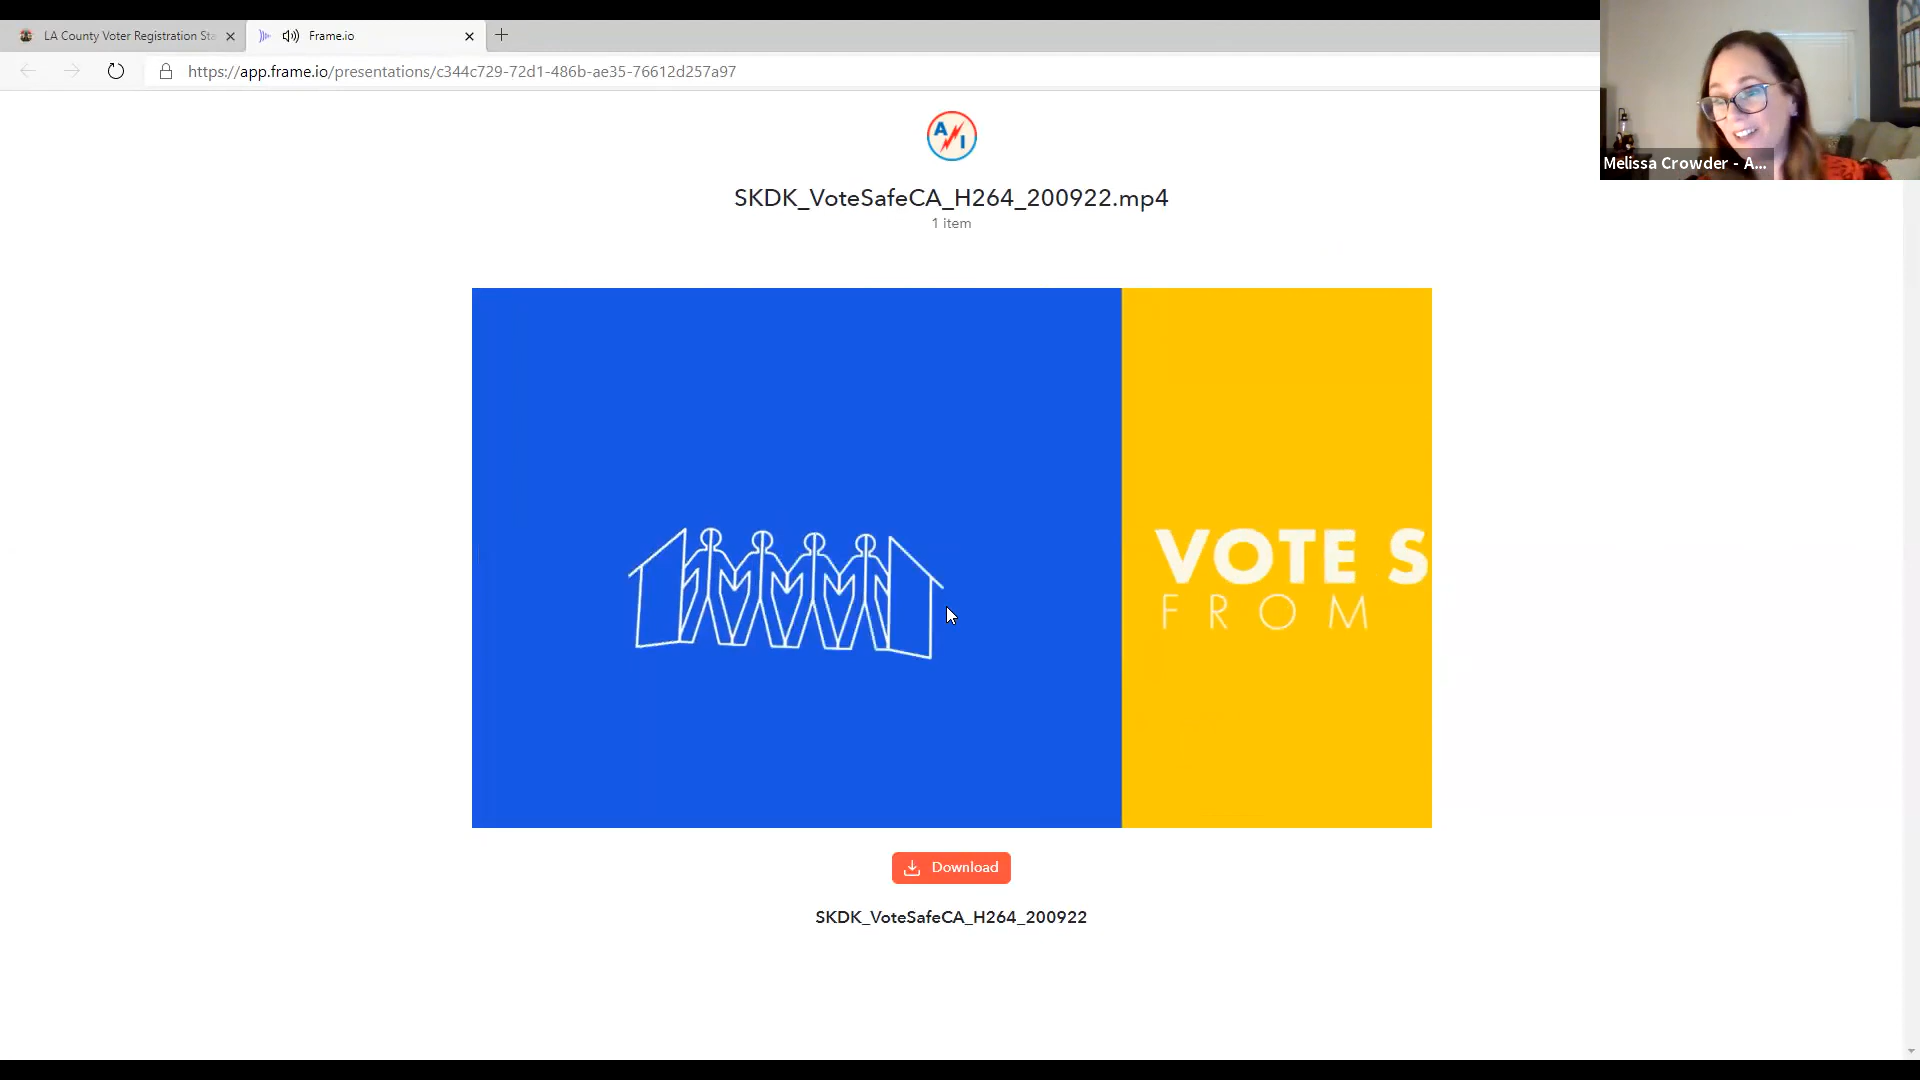 LA County Voter Registration Sta
Frame.io
https://app.frame.io/presentations/c344c729-72d1-486b-ae35-76612d257a97
Melissa Crowder - A...
A I
SKDK_VoteSafeCA_H264_200922.mp4
1 item
VOTE S
FROM
Download
SKDK_VoteSafeCA_H264_200922